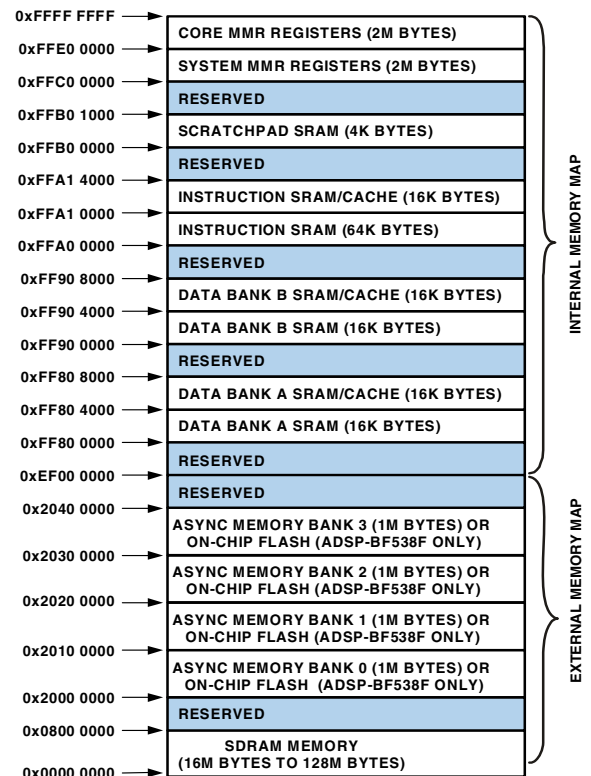 0xFFFF FFFF
CORE MMR REGISTERS (2M BYTES)
0xFFE0 0000
SYSTEM MMR REGISTERS (2M BYTES)
0xFFC0 0000
RESERVED
0xFFB0 1000
SCRATCHPAD SRAM (4K BYTES)
0xFFB0 0000
RESERVED
0xFFA1 4000
INSTRUCTION SRAM/CACHE (16K BYTES)
0xFFA1 0000
INSTRUCTION SRAM (64K BYTES)
0xFFA0 0000
RESERVED
0xFF90 8000
DATA BANK B SRAM/CACHE (16K BYTES)
0xFF90 4000
DATA BANK B SRAM (16K BYTES)
0xFF90 0000
RESERVED
0xFF80 8000
DATA BANK A SRAM/CACHE (16K BYTES)
0xFF80 4000
DATA BANK A SRAM (16K BYTES)
0xFF80 0000
RESERVED
0xEF00 0000
RESERVED
0x2040 0000
ASYNC MEMORY BANK 3 (1M BYTES) OR
ON-CHIP FLASH (ADSP-BF538F ONLY)
0x2030 0000
ASYNC MEMORY BANK 2 (1M BYTES) OR
ON-CHIP FLASH (ADSP-BF538F ONLY)
0x2020 0000
ASYNC MEMORY BANK 1 (1M BYTES) OR
ON-CHIP FLASH (ADSP-BF538F ONLY)
0x2010 0000
ASYNC MEMORY BANK 0 (1M BYTES) OR
ON-CHIP FLASH (ADSP-BF538F ONLY)
0x2000 0000
RESERVED
0x0800 0000
SDRAM MEMORY
(16M BYTES TO 128M BYTES)
0x0000 0000
INTERNAL MEMORY MAP
EXTERNAL MEMORY MAP